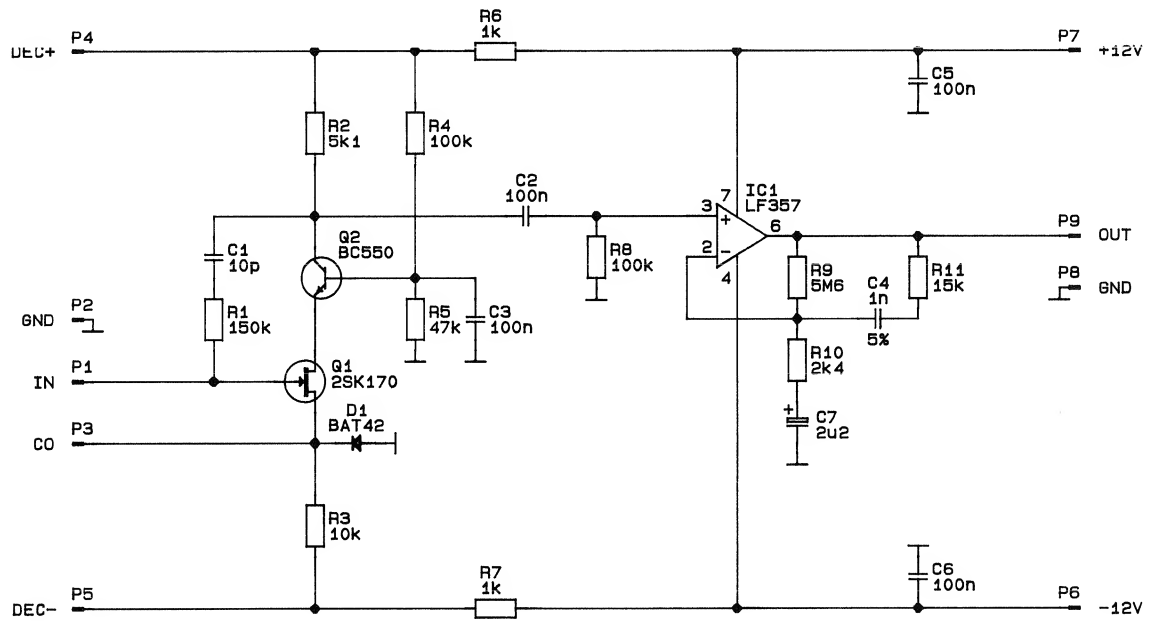 R6
1k
DEC+ P4
P7 +12V
C5
100n
R2
5k1
R4
100k
C2
100n
7 IC1
LF357
3
+
6
P9 OUT
2
-
4
C1
10p
Q2
BC550
R8
100k
R9
5M6
C4
1n
5%
R11
15k
P8 GND
GND P2
R1
150k
R5
47k
C3
100n
R10
2k4
IN P1
Q1
2SK170
D1
BAT42
+ C7
2u2
CO P3
R3
10k
C6
100n
R7
1k
DEC- P5
P6 -12V